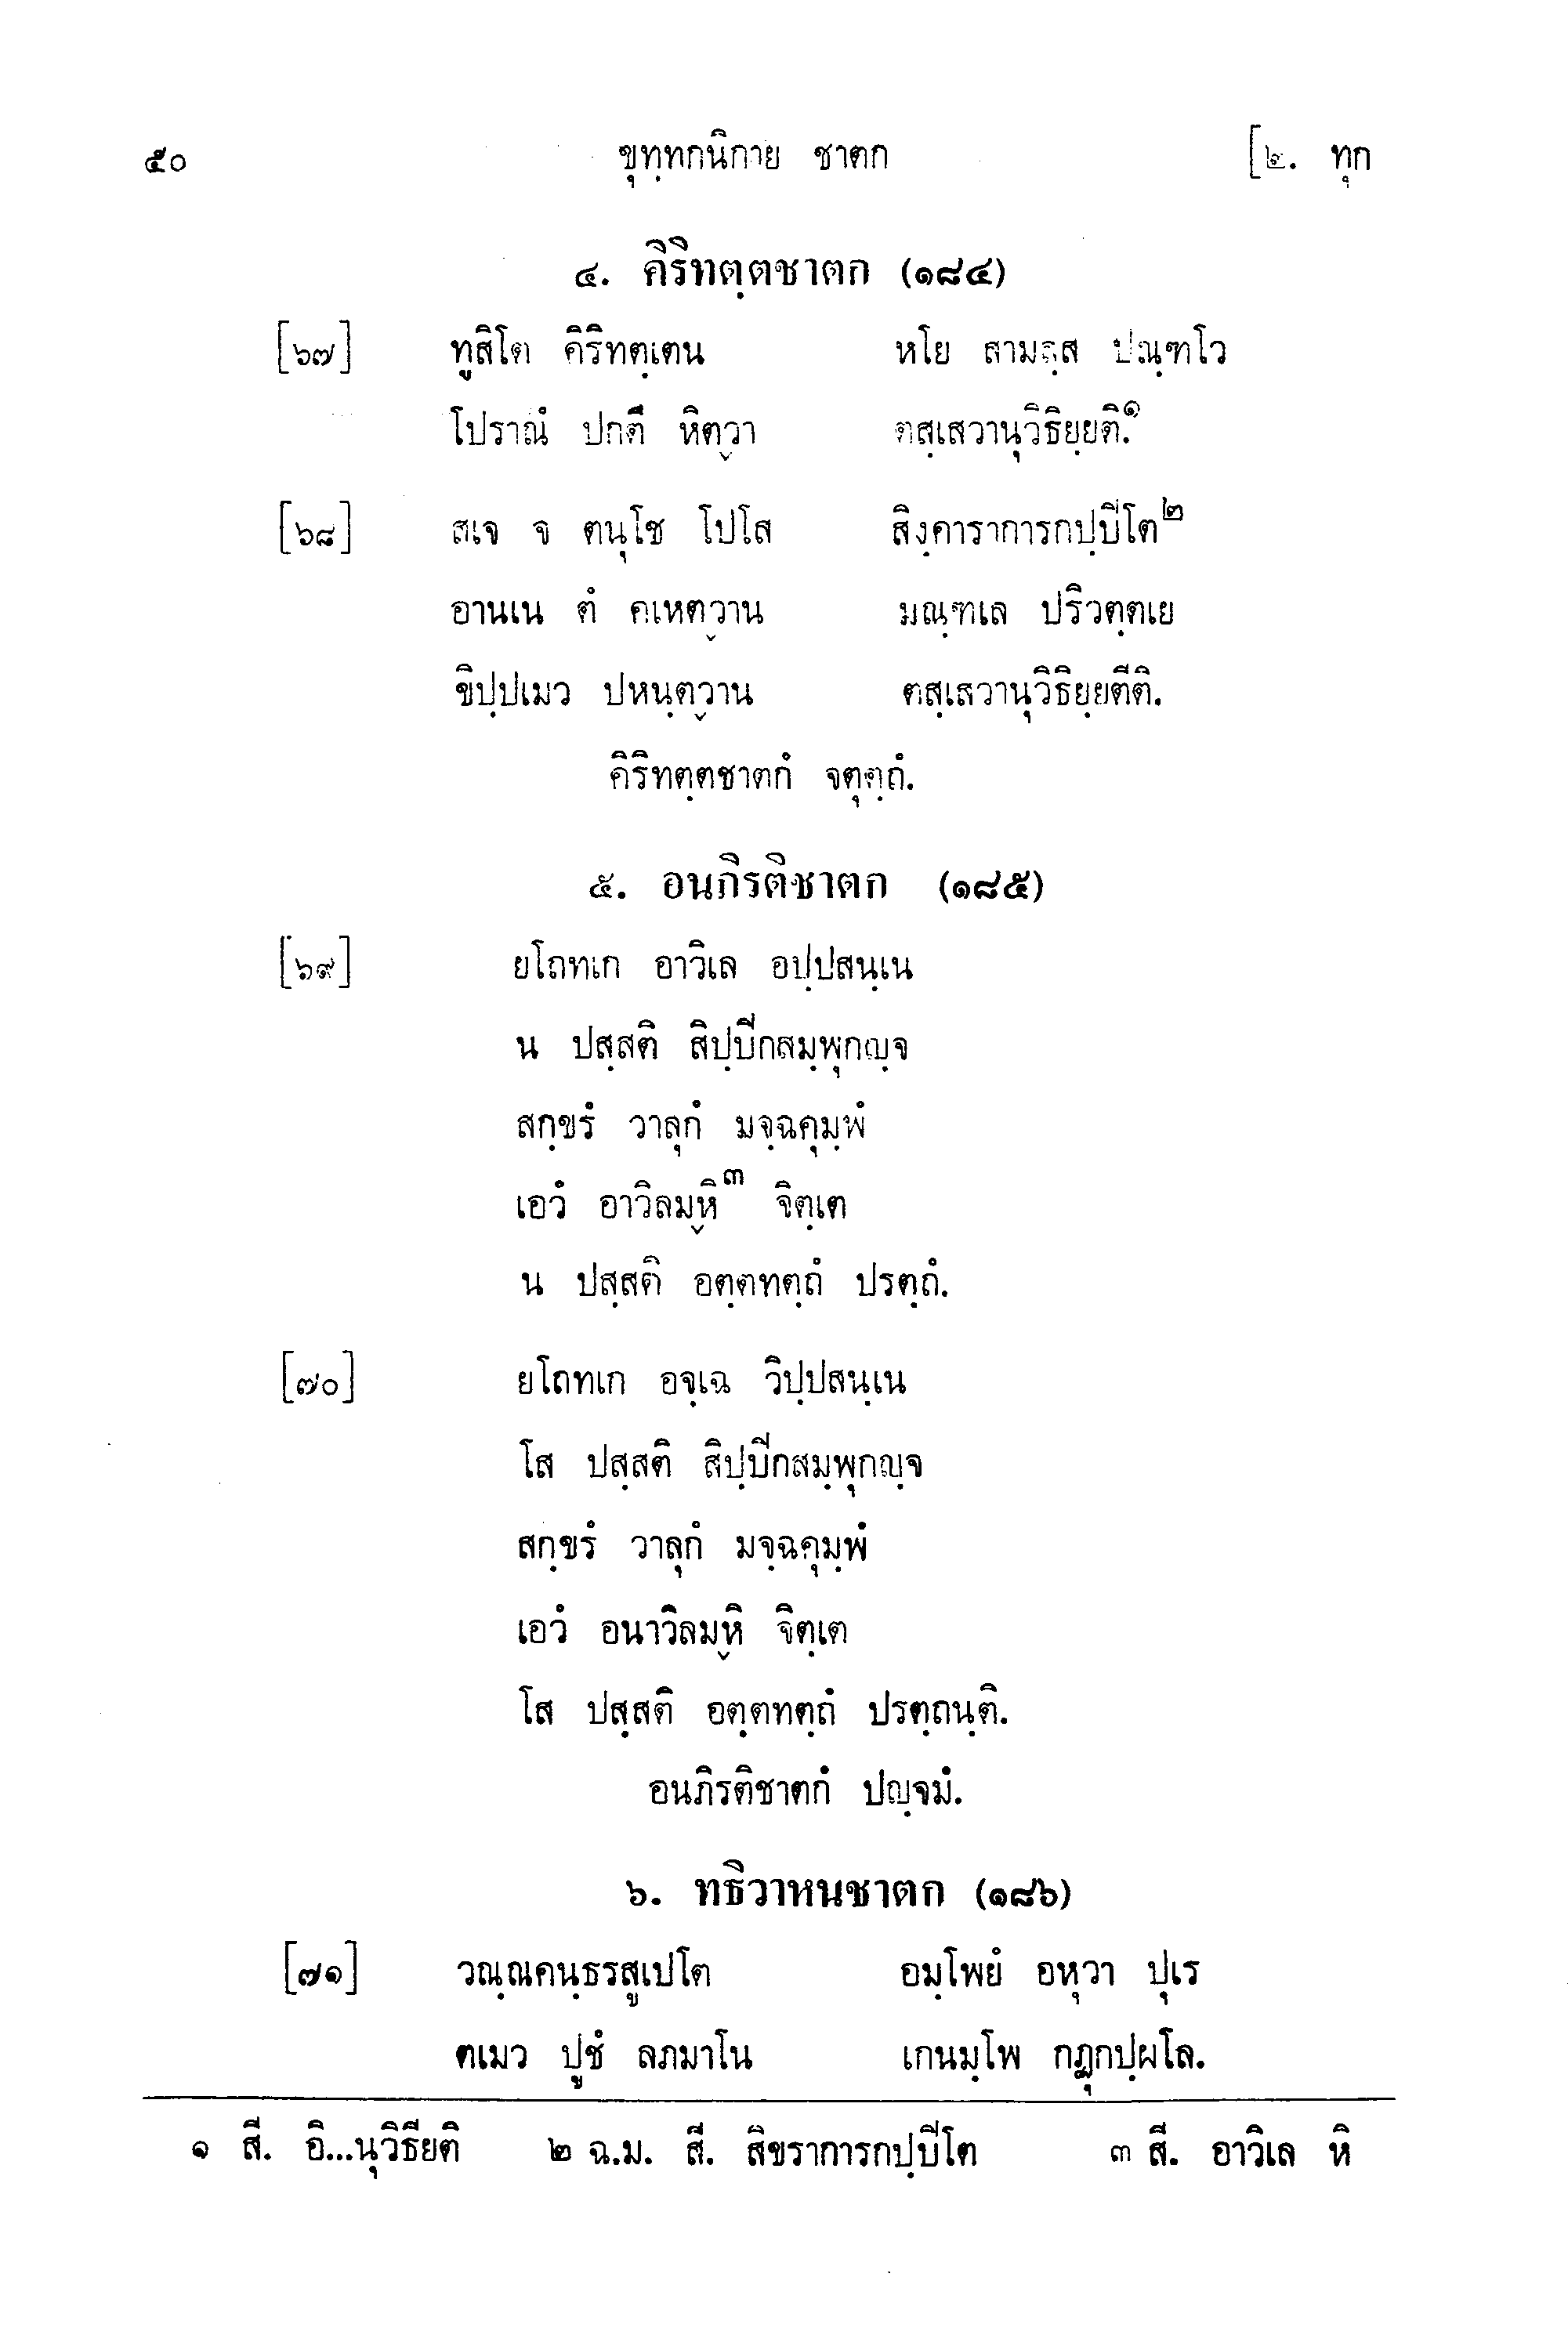 ๕๐ ขุทฺทกนิกาย ชาตก [๒. ทุก
๔. คิริทตฺตชาตก (๑๘๔)
[๖๗] ทูสิโต คิริทตฺเตน หโย สามสฺส ปณฺฑโว
โปราณํ ปกตึ หิตฺวา ตสฺเสวานุวิธิยฺยติ.๑
[๖๘] สเจ จ ตนุโช โปโส สิงฺคาราการกปฺปิโต๒
อานเน ตํ คเหตฺวาน มณฺฑเล ปริวตฺตเย
ขิปฺปเมว ปหนฺตฺวาน ตสฺเสวานุวิธิยฺยตีติ.
คิริทตฺตชาตกํ จตุตฺถํ.
๕. อนภิรติชาตก (๑๘๕)
[๖๙] ยโถทเก อาวิเล อปฺปสนฺเน
น ปสฺสติ สิปฺปิกสมฺพุกญฺจ
สกฺขรํ วาลุกํ มจฺฉคุมฺพํ
เอวํ อาวิลมฺหิ๓ จิตฺเต
น ปสฺสติ อตฺตทตฺถํ ปรตฺถํ.
[๗๐] ยโถทเก อจฺเฉ วิปฺปสนฺเน
โส ปสฺสติ สิปฺปิกสมฺพุกญฺจ
สกฺขรํ วาลุกํ มจฺฉคุมฺพํ
เอวํ อนาวิลมฺหิ จิตฺเต
โส ปสฺสติ อตฺตทตฺถํ ปรตฺถนฺติ.
อนภิรติชาตกํ ปญฺจมํ.
๖. ทธิวาหนชาตก (๑๘๖)
[๗๑] วณฺณคนฺธรสูเปโต อมฺโพยํ อหุวา ปุเร
ตเมว ปูชํ ลภมาโน เกนมฺโพ กฏุกปฺผโล.
๑ สี. อิ...นุวิธียติ ๒ ฉ.ม. สี. สิขราการกปฺปิโต ๓ สี. อาวิเล หิ